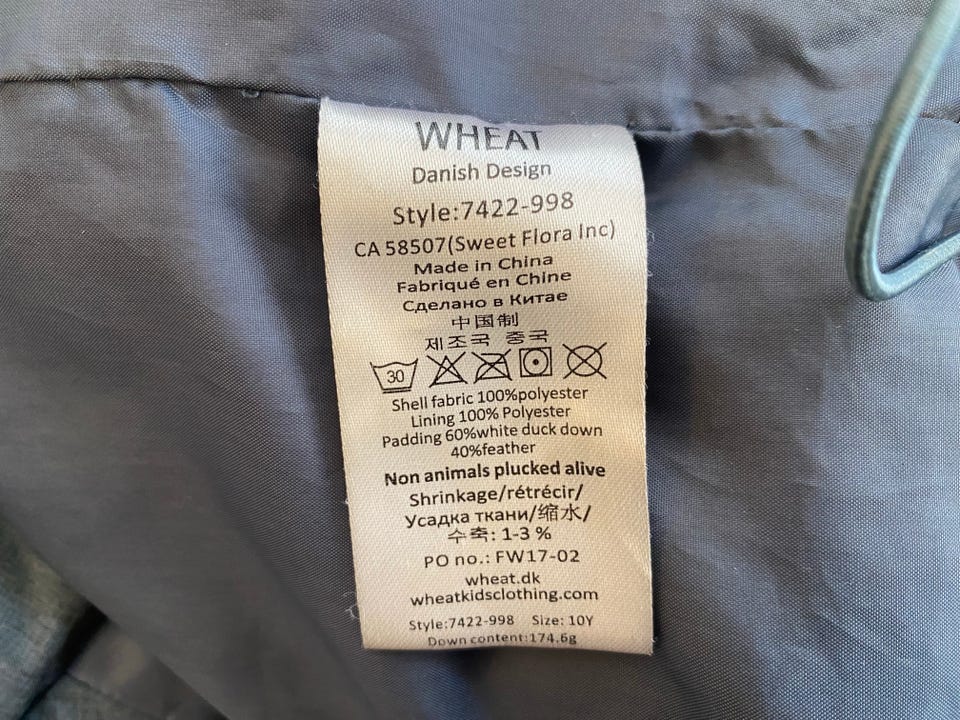 WHEAT
Danish Design
Style:7422-998
CA 58507(Sweet Flora Inc)
Made in China
Fabriqué en Chine
Сделано в Китае
中国制
제조국 중국
30
Shell fabric 100%polyester
Lining 100% Polyester
Padding 60%white duck down
40%feather
Non animals plucked alive
Shrinkage/rétrécir/
Усадка ткани/缩水/
수축: 1-3 %
PO no.: FW17-02
wheat.dk
wheatkidsclothing.com
Style:7422-998 Size: 10Y
Down content:174.6g